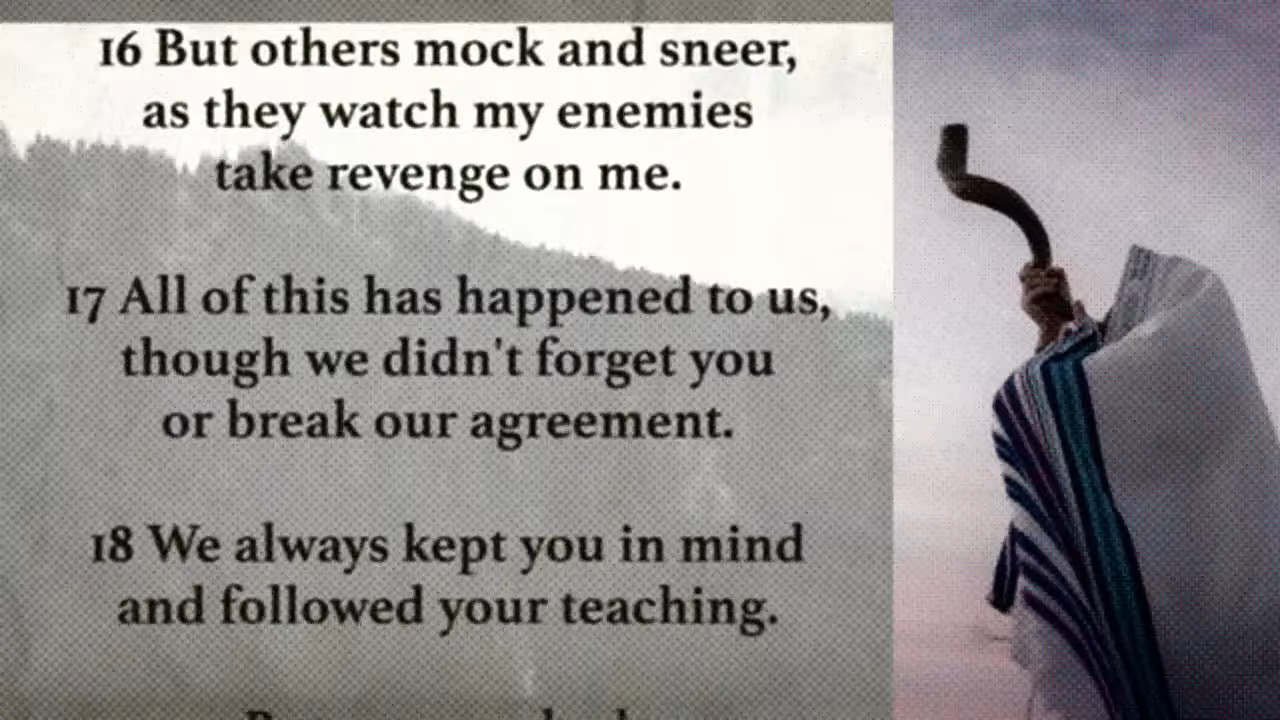 16 But others mock and sneer,
as they watch my enemies
take revenge on me.
17 All of this has happened to us,
though we didn't forget you
or break our agreement.
18 We always kept you in mind
and followed your teaching.